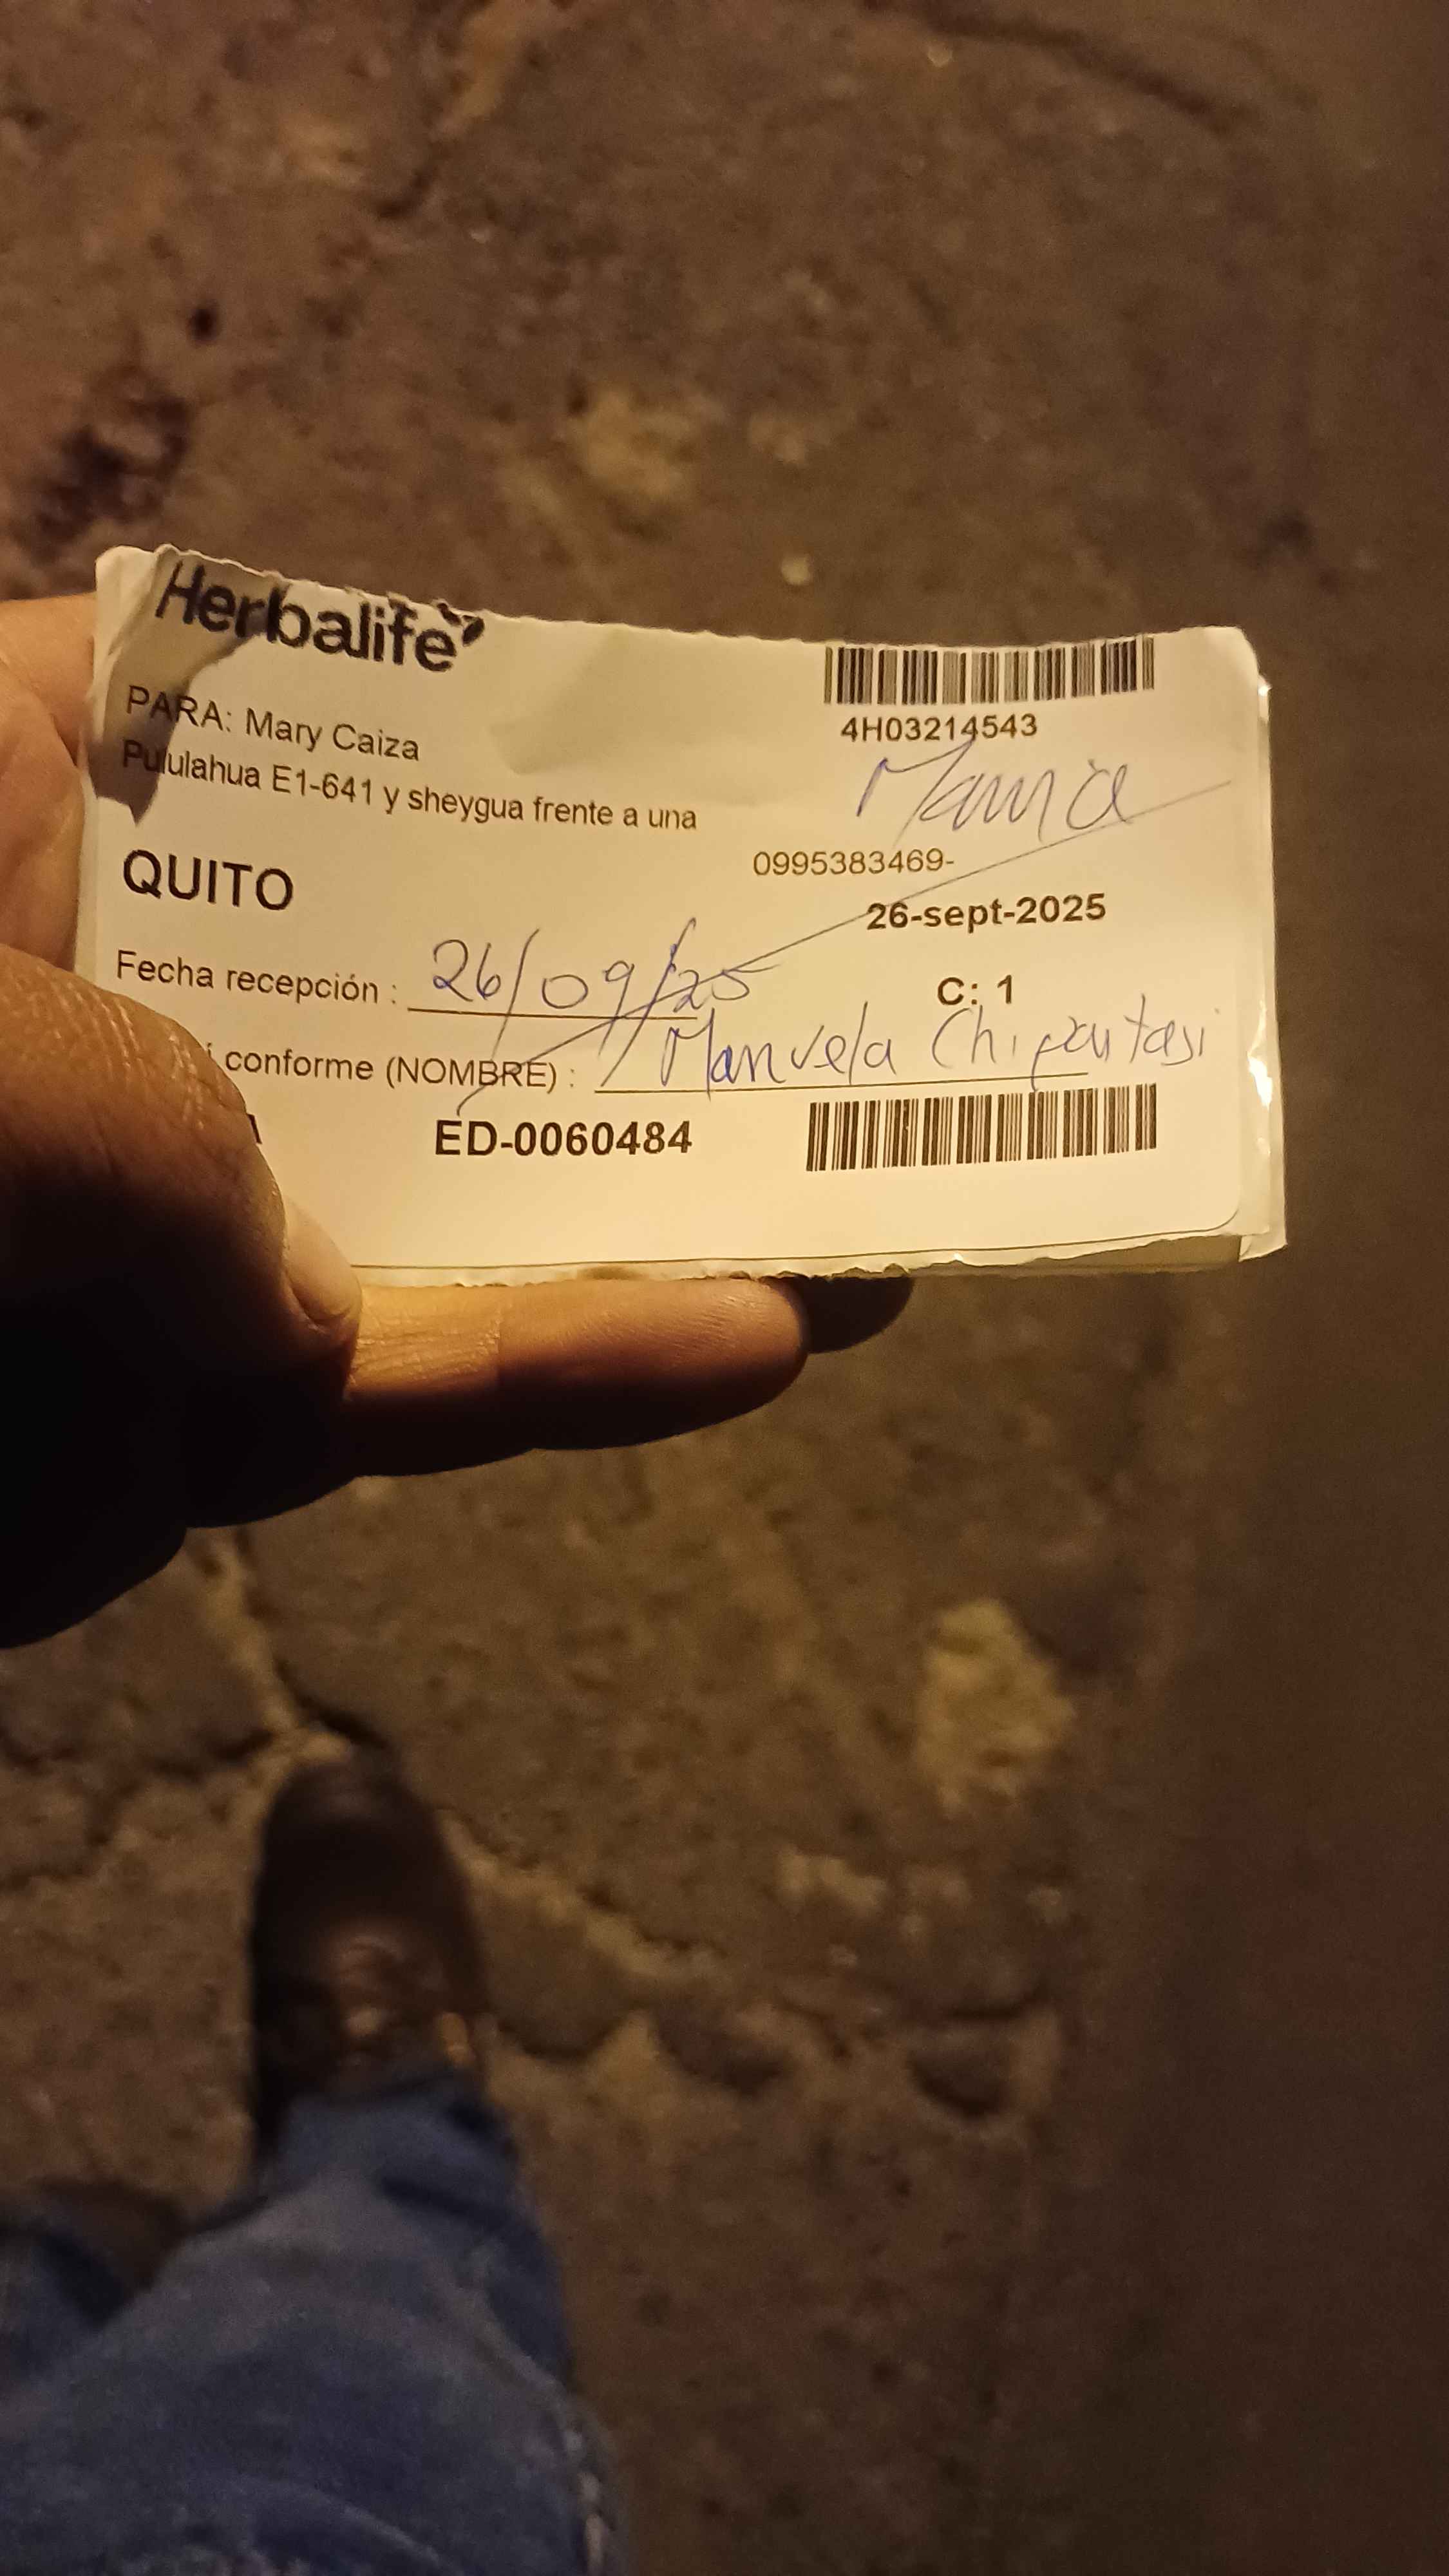 Herbalife
4H03214543
PARA: Mary Caiza
Pululahua E1-641 y sheygua frente a una
0995383469-
QUITO
26-sept-2025
Fecha recepción : 26/09/25
C: 1
conforme (NOMBRE) : Manuela Chipantasi
ED-0060484